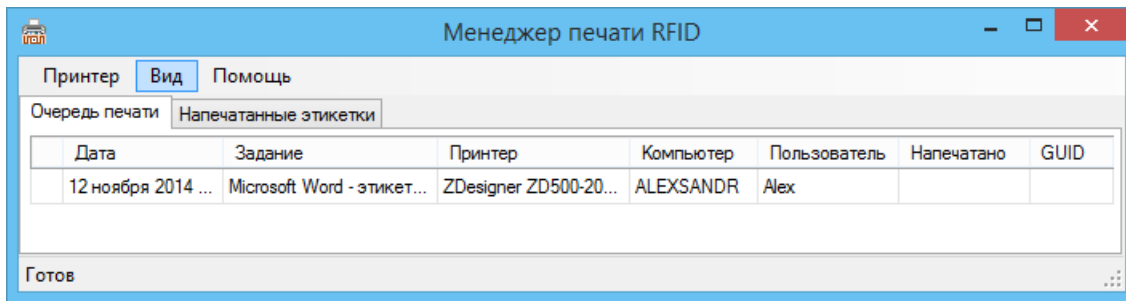 Менеджер печати RFID
Принтер Вид Помощь
Очередь печати Напечатанные этикетки
Дата Задание Принтер Компьютер Пользователь Напечатано GUID
12 ноября 2014 ... Microsoft Word - этикет... ZDesigner ZD500-20... ALEXSANDR Alex
Готов